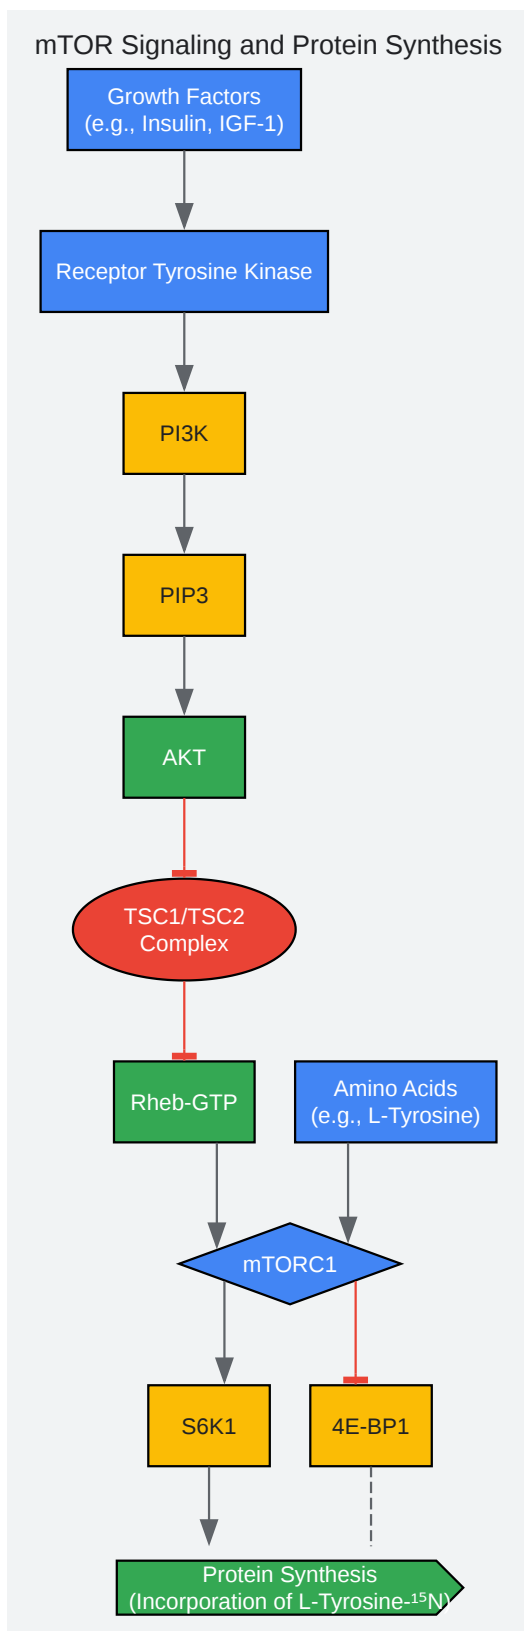 mTOR Signaling and Protein Synthesis
Growth Factors
(e.g., Insulin, IGF-1)
Receptor Tyrosine Kinase
PI3K
PIP3
AKT
TSC1/TSC2
Complex
Rheb-GTP
Amino Acids
(e.g., L-Tyrosine)
mTORC1
S6K1
4E-BP1
Protein Synthesis
(Incorporation of L-Tyrosine-¹⁵N)